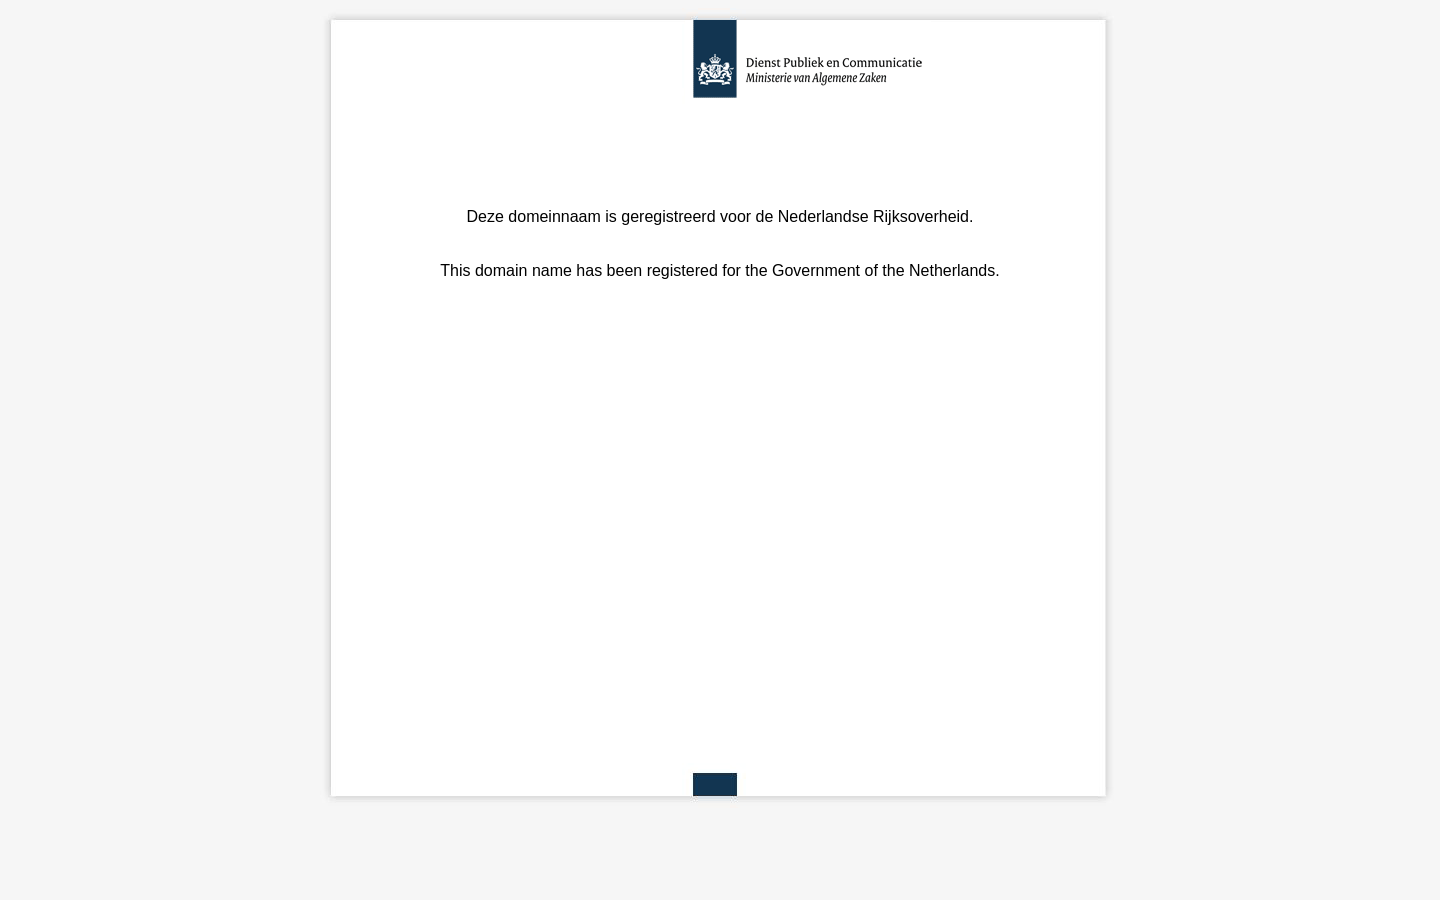 Dienst Publiek en Communicatie
Ministerie van Algemene Zaken
Deze domeinnaam is geregistreerd voor de Nederlandse Rijksoverheid.
This domain name has been registered for the Government of the Netherlands.